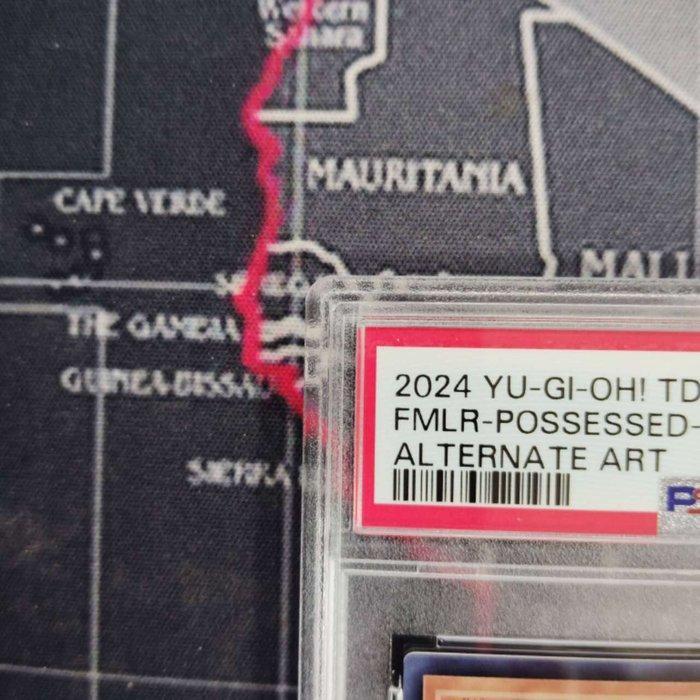 Western
Sahara
MAURITANIA
CAPE VERDE
MALI
THE GAMBIA
GUINEA-BISSAU
SIERRA
2024 YU-GI-OH! TD
FMLR-POSSESSED-
ALTERNATE ART